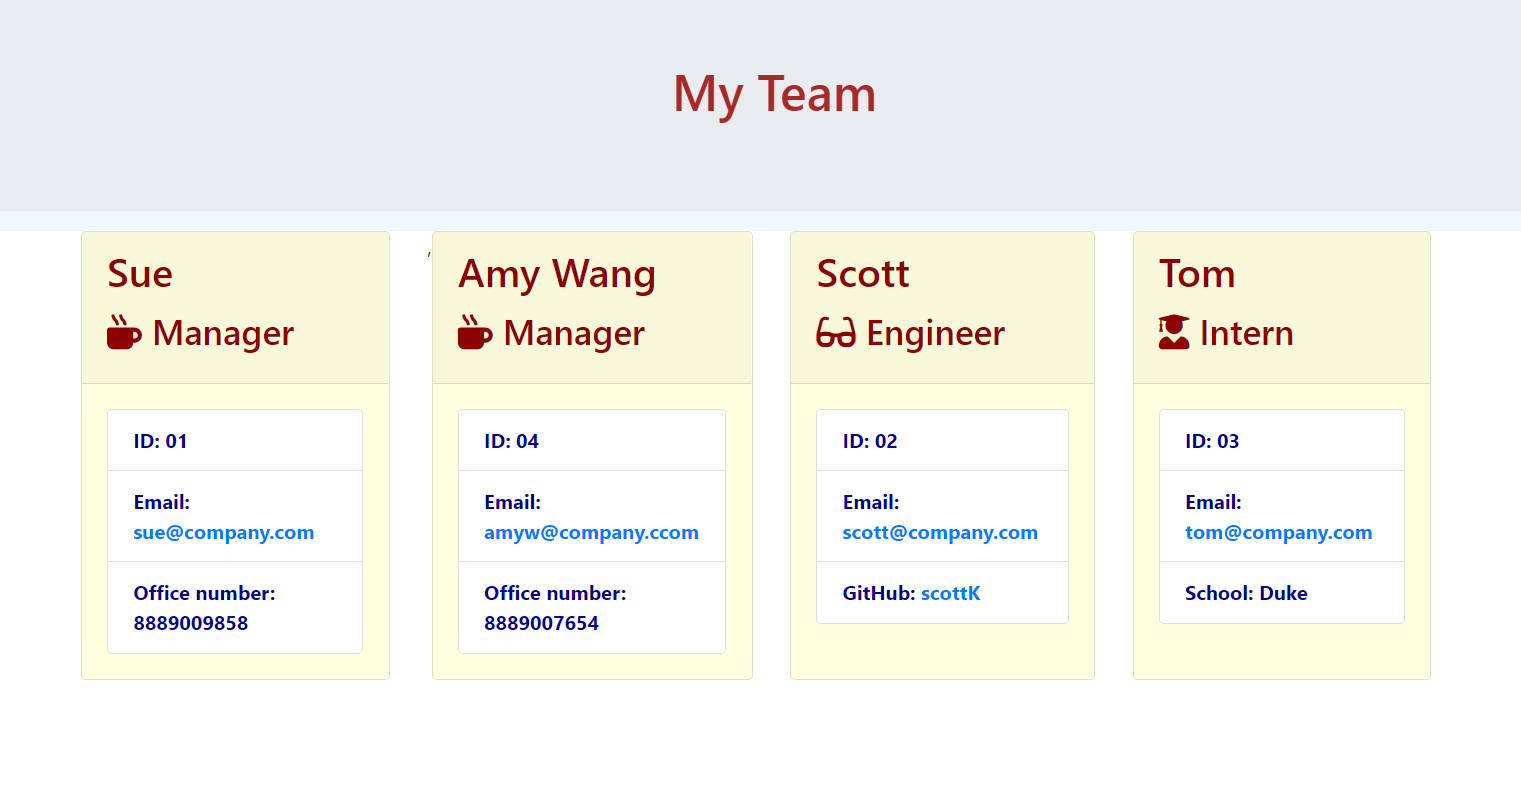 My Team
Sue
Manager
ID: 01
Email:
sue@company.com
Office number:
8889009858
,
Amy Wang
Manager
ID: 04
Email:
amyw@company.ccom
Office number:
8889007654
Scott
Engineer
ID: 02
Email:
scott@company.com
GitHub: scottK
Tom
Intern
ID: 03
Email:
tom@company.com
School: Duke